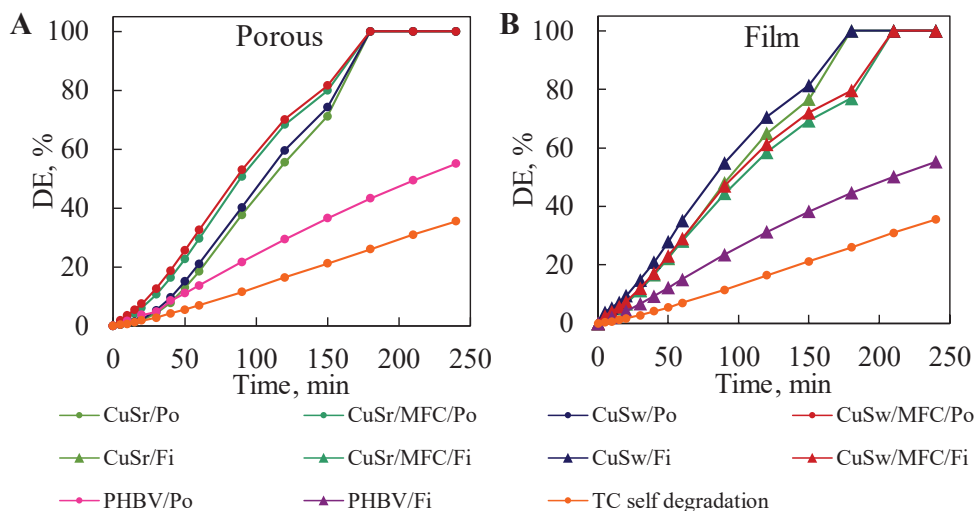 A
Porous
DE, %
100
80
60
40
20
0
0 50 100 150 200 250
Time, min
B
Film
DE, %
100
80
60
40
20
0
0 50 100 150 200 250
Time, min
CuSr/Po CuSr/MFC/Po CuSw/Po CuSw/MFC/Po
CuSr/Fi CuSr/MFC/Fi CuSw/Fi CuSw/MFC/Fi
PHBV/Po PHBV/Fi TC self degradation